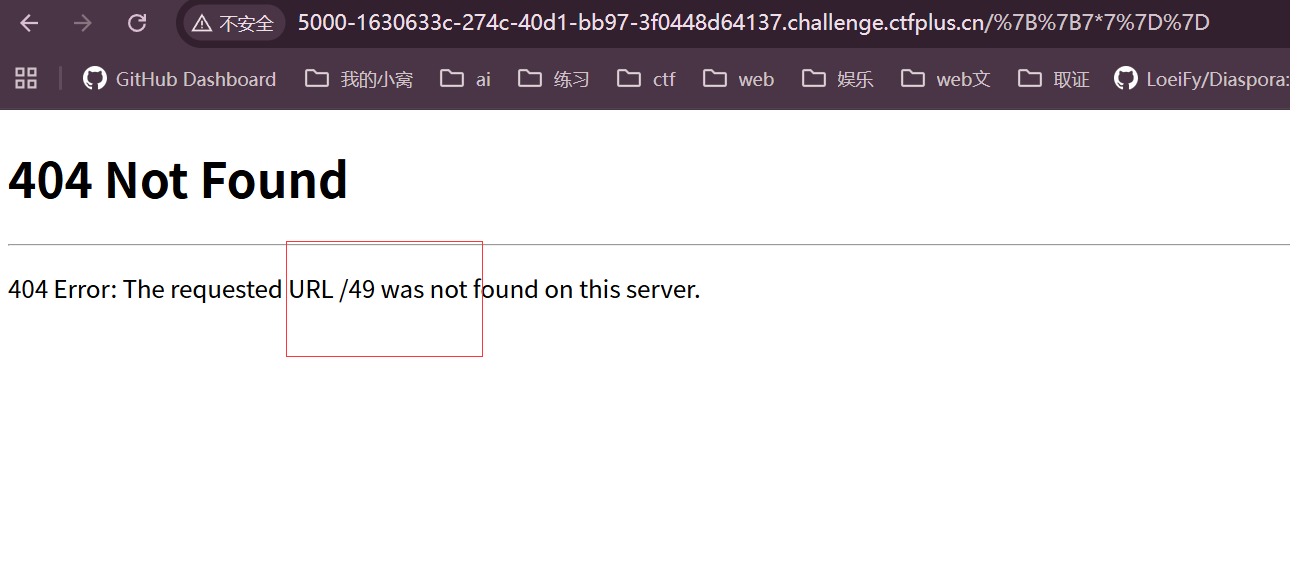 不安全 5000-1630633c-274c-40d1-bb97-3f0448d64137.challenge.ctfplus.cn/%7B%7B7*7%7D%7D
GitHub Dashboard 我的小窝 ai 练习 ctf web 娱乐 web文 取证 LoeiFy/Diaspora:
404 Not Found
404 Error: The requested URL /49 was not found on this server.